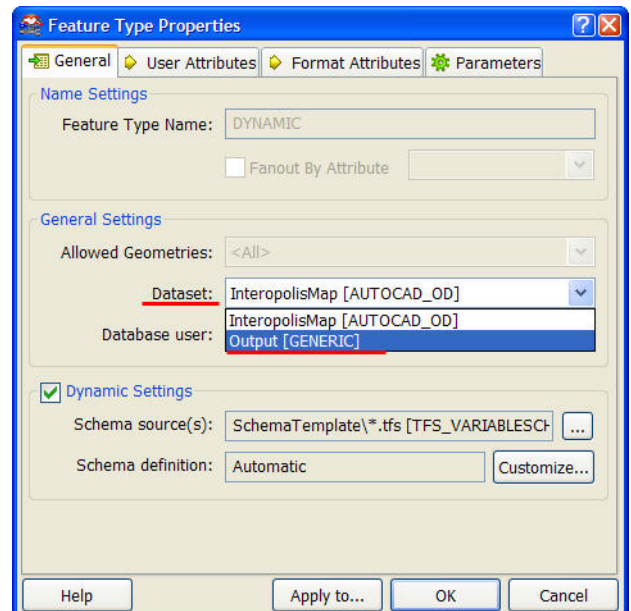 Feature Type Properties
General User Attributes Format Attributes Parameters
Name Settings
Feature Type Name: DYNAMIC
Fanout By Attribute
General Settings
Allowed Geometries: <All>
Dataset: InteropolisMap [AUTOCAD_OD]
InteropolisMap [AUTOCAD_OD]
Database user: Output [GENERIC]
Dynamic Settings
Schema source(s): SchemaTemplate\*.tfs [TFS_VARIABLESCH ...
Schema definition: Automatic Customize...
Help Apply to... OK Cancel